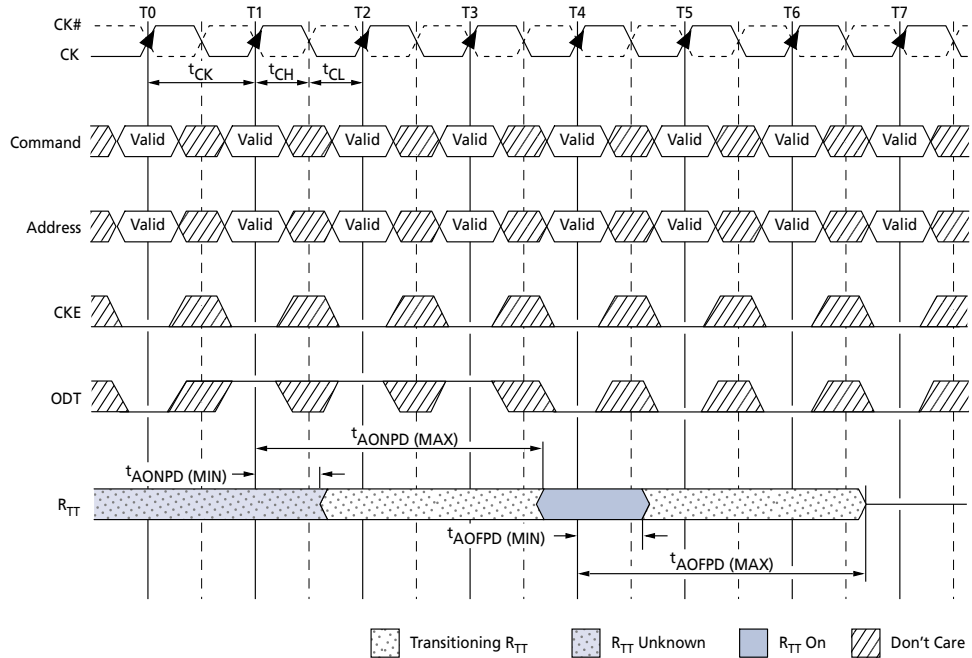 T0 T1 T2 T3 T4 T5 T6 T7
CK#
CK
tCK tCH tCL
Command Valid Valid Valid Valid Valid Valid Valid Valid
Address Valid Valid Valid Valid Valid Valid Valid Valid
CKE
ODT
tAONPD (MAX)
tAONPD (MIN)
RTT
tAOFPD (MIN)
tAOFPD (MAX)
Transitioning RTT RTT Unknown RTT On Don't Care